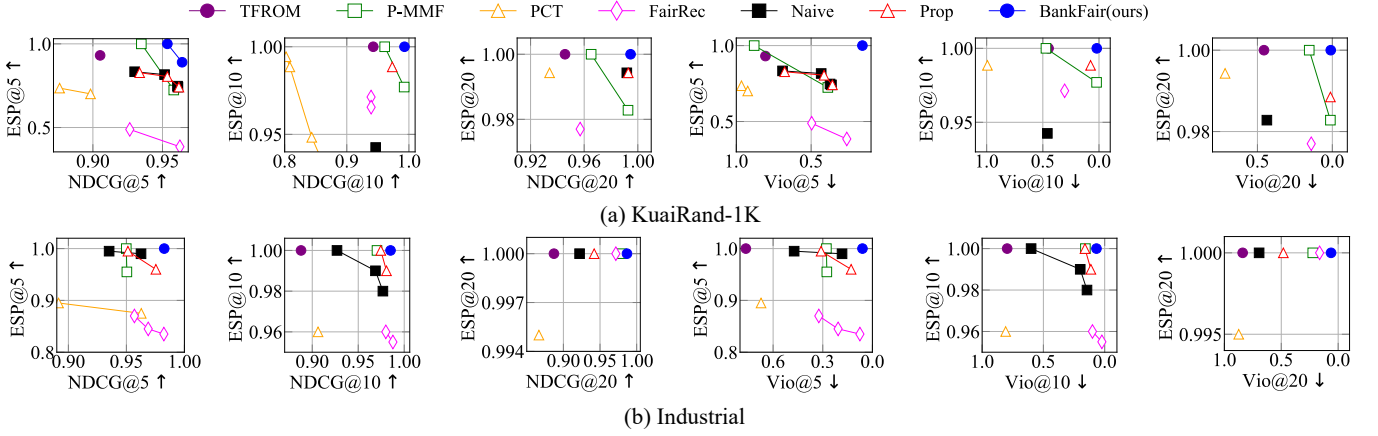 TFROM P-MMF PCT FairRec Naive Prop BankFair(ours)
ESP@5 ↑ 1.0 0.5 0.90 0.95 NDCG@5 ↑
ESP@10 ↑ 1.00 0.95 0.8 0.9 1.0 NDCG@10 ↑
ESP@20 ↑ 1.00 0.98 0.92 0.96 1.00 NDCG@20 ↑
ESP@5 ↑ 1.0 0.5 1.0 0.5 Vio@5 ↓
ESP@10 ↑ 1.00 0.95 1.0 0.5 0.0 Vio@10 ↓
ESP@20 ↑ 1.00 0.98 0.5 0.0 Vio@20 ↓
(a) KuaiRand-1K
ESP@5 ↑ 1.0 0.9 0.8 0.90 0.95 1.00 NDCG@5 ↑
ESP@10 ↑ 1.00 0.98 0.96 0.90 0.95 1.00 NDCG@10 ↑
ESP@20 ↑ 1.000 0.997 0.994 0.90 0.95 1.00 NDCG@20 ↑
ESP@5 ↑ 1.0 0.9 0.8 0.6 0.3 0.0 Vio@5 ↓
ESP@10 ↑ 1.00 0.98 0.96 1.0 0.5 0.0 Vio@10 ↓
ESP@20 ↑ 1.000 0.995 1.0 0.5 0.0 Vio@20 ↓
(b) Industrial